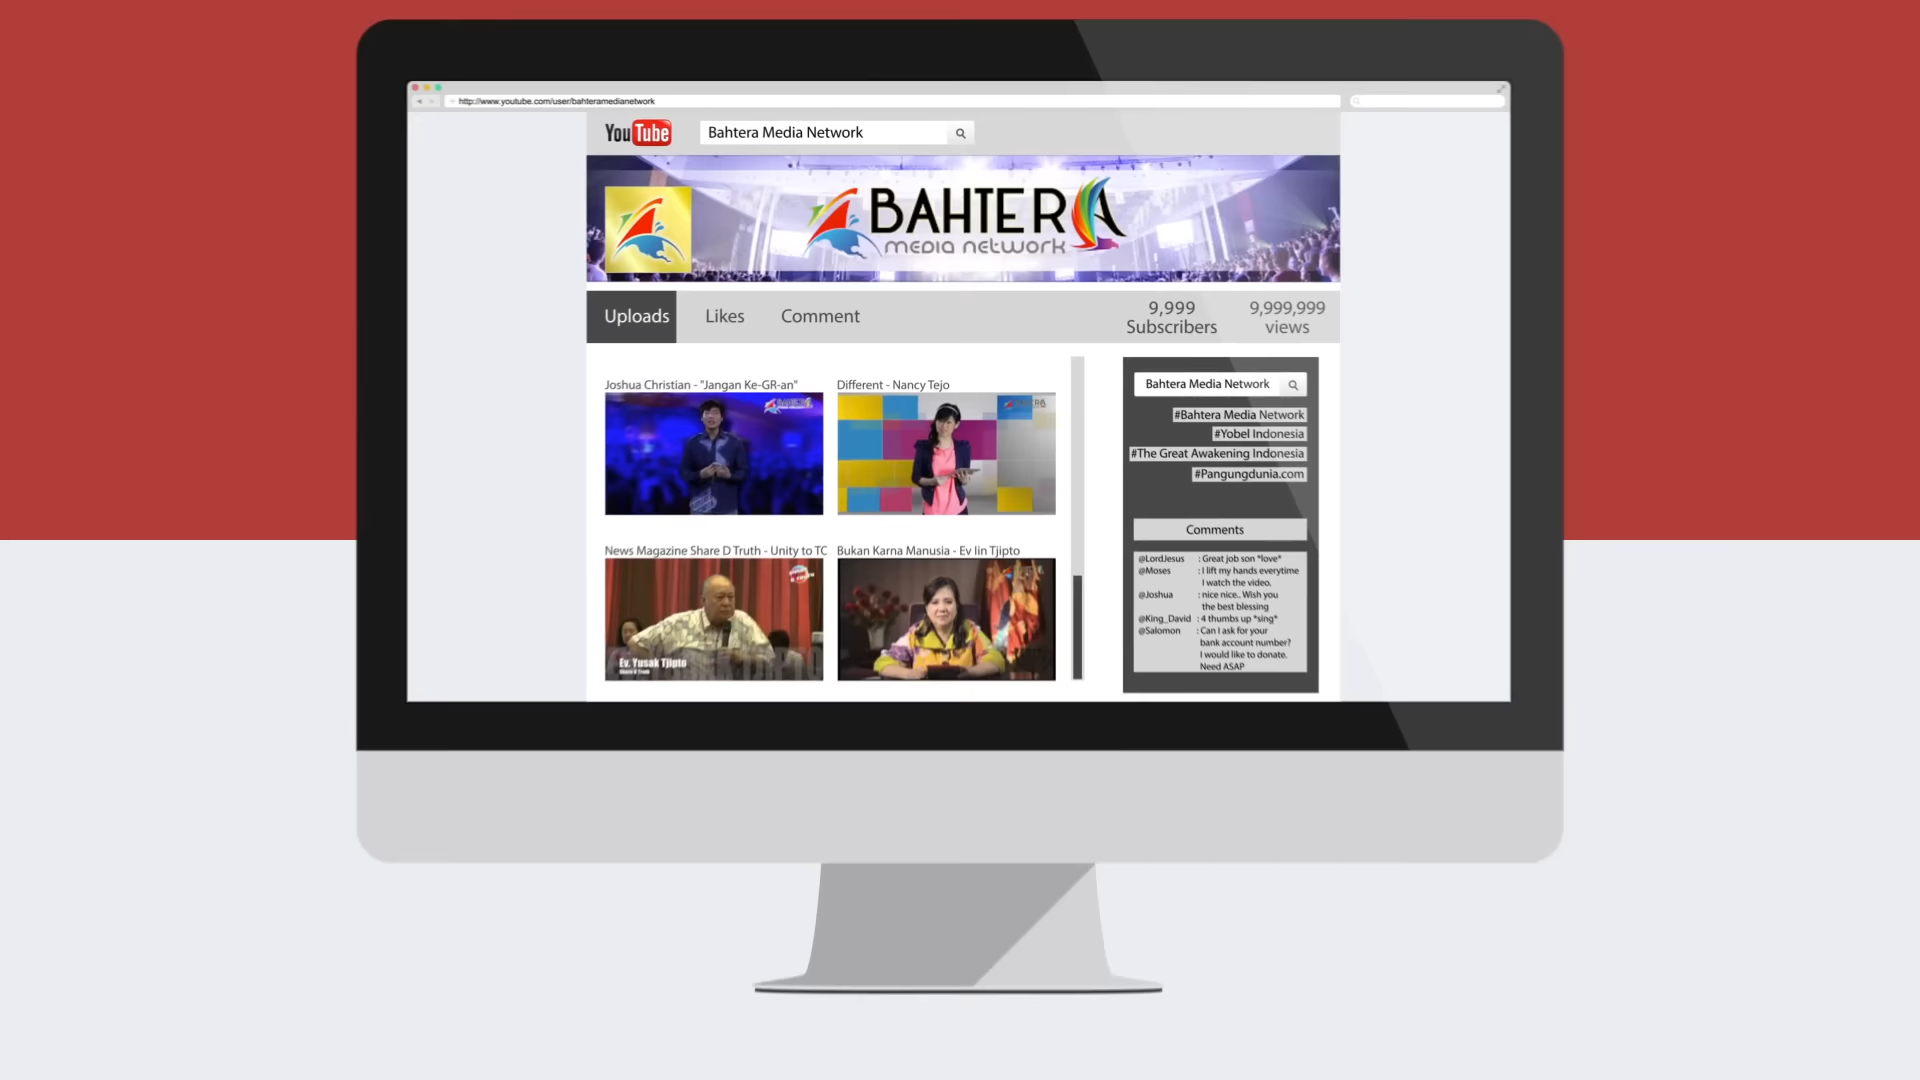 http://www.youtube.com/user/bahteramedianetwork
YouTube
Bahtera Media Network
BAHTERA
media network
Uploads
Likes
Comment
9,999
Subscribers
9,999,999
views
Joshua Christian - "Jangan Ke-GR-an"
Different - Nancy Tejo
BAHTERA
News Magazine Share D Truth - Unity to TC
Bukan Karna Manusia - Ev Iin Tjipto
Ev. Yusak Tjipto
Share D Truth
Bahtera Media Network
#Bahtera Media Network
#Yobel Indonesia
#The Great Awakening Indonesia
#Pangungdunia.com
Comments
@LordJesus : Great job son *love*
@Moses : I lift my hands everytime
I watch the video.
@Joshua : nice nice.. Wish you
the best blessing
@King_David : 4 thumbs up *sing*
@Salomon : Can I ask for your
bank account number?
I would like to donate.
Need ASAP